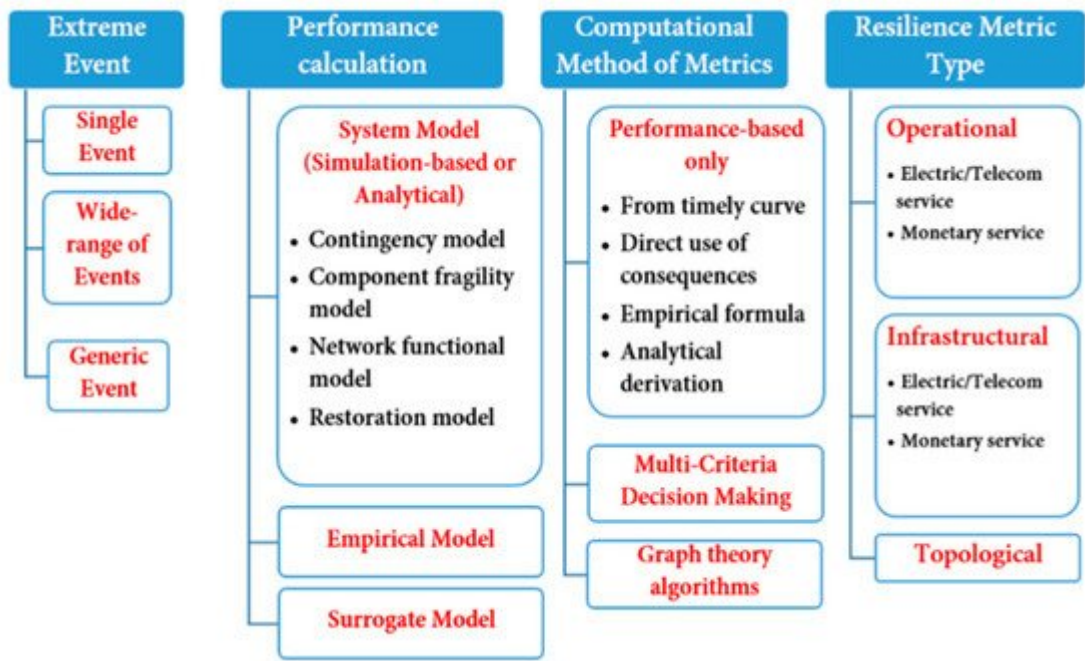 Extreme
Event
Single
Event
Wide-
range of
Events
Generic
Event
Performance
calculation
System Model
(Simulation-based or
Analytical)
• Contingency model
• Component fragility
model
• Network functional
model
• Restoration model
Empirical Model
Surrogate Model
Computational
Method of Metrics
Performance-based
only
• From timely curve
• Direct use of
consequences
• Empirical formula
• Analytical
derivation
Multi-Criteria
Decision Making
Graph theory
algorithms
Resilience Metric
Type
Operational
• Electric/Telecom
service
• Monetary service
Infrastructural
• Electric/Telecom
service
• Monetary service
Topological